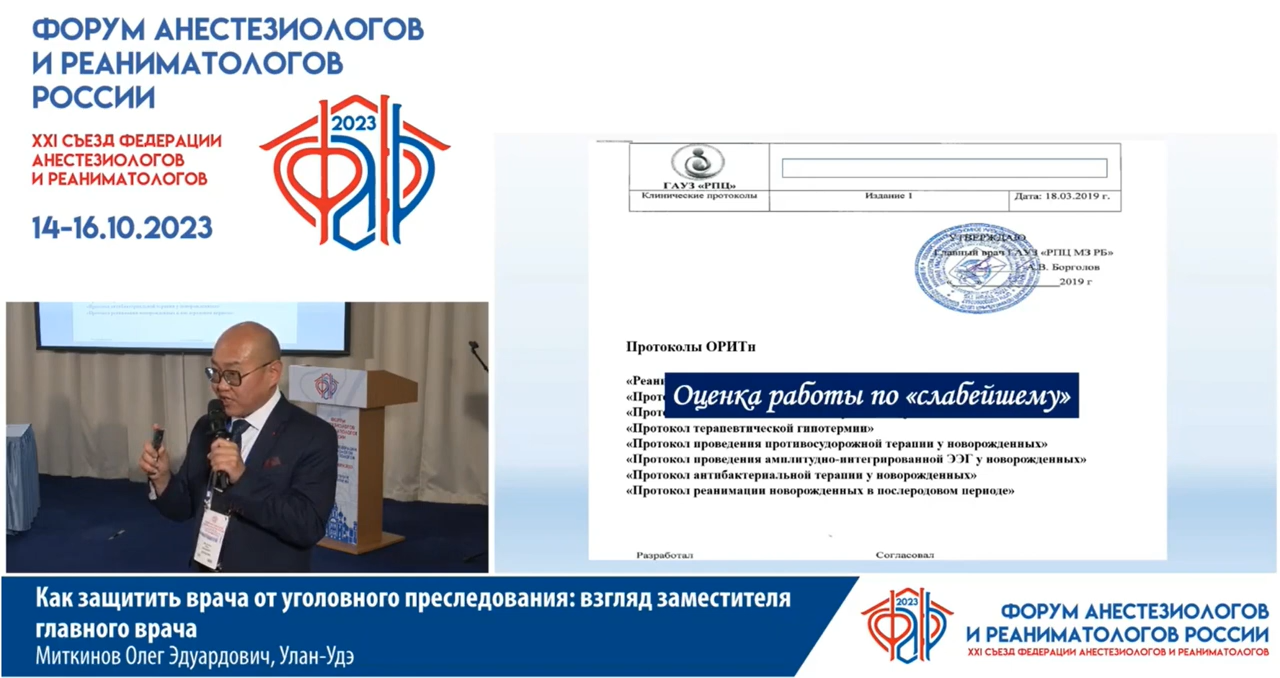 ФОРУМ АНЕСТЕЗИОЛОГОВ
И РЕАНИМАТОЛОГОВ
РОССИИ
XXI СЪЕЗД ФЕДЕРАЦИИ
АНЕСТЕЗИОЛОГОВ
И РЕАНИМАТОЛОГОВ
14-16.10.2023
2023
ФАР
ГАУЗ «РПЦ»
Клинические протоколы
Издание 1
Дата: 18.03.2019 г.
УТВЕРЖДАЮ
Главный врач ГАУЗ «РПЦ МЗ РБ»
А.В. Борголов
2019 г
Протоколы ОРИТн
Оценка работы по «слабейшему»
«Протокол терапевтической гипотермии»
«Протокол проведения противосудорожной терапии у новорожденных»
«Протокол проведения амплитудно-интегрированной ЭЭГ у новорожденных»
«Протокол антибактериальной терапии у новорожденных»
«Протокол реанимации новорожденных в послеродовом периоде»
Разработал
Согласовал
Как защитить врача от уголовного преследования: взгляд заместителя
главного врача
Миткинов Олег Эдуардович, Улан-Удэ
2023
ФАР
ФОРУМ АНЕСТЕЗИОЛОГОВ
И РЕАНИМАТОЛОГОВ РОССИИ
XXI СЪЕЗД ФЕДЕРАЦИИ АНЕСТЕЗИОЛОГОВ И РЕАНИМАТОЛОГОВ